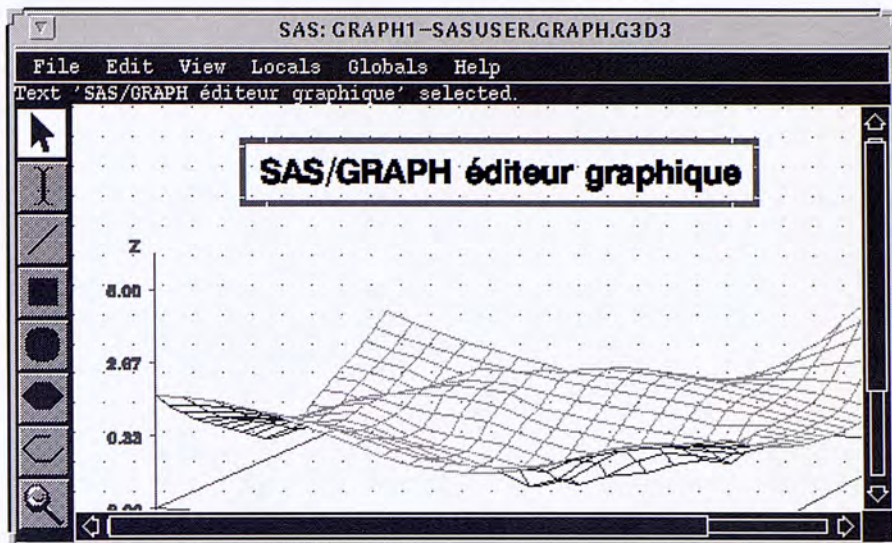 SAS: GRAPH1-SASUSER.GRAPH.G3D3
File Edit View Locals Globals Help
Text 'SAS/GRAPH éditeur graphique' selected.
SAS/GRAPH éditeur graphique
Z
5.00
2.67
0.33